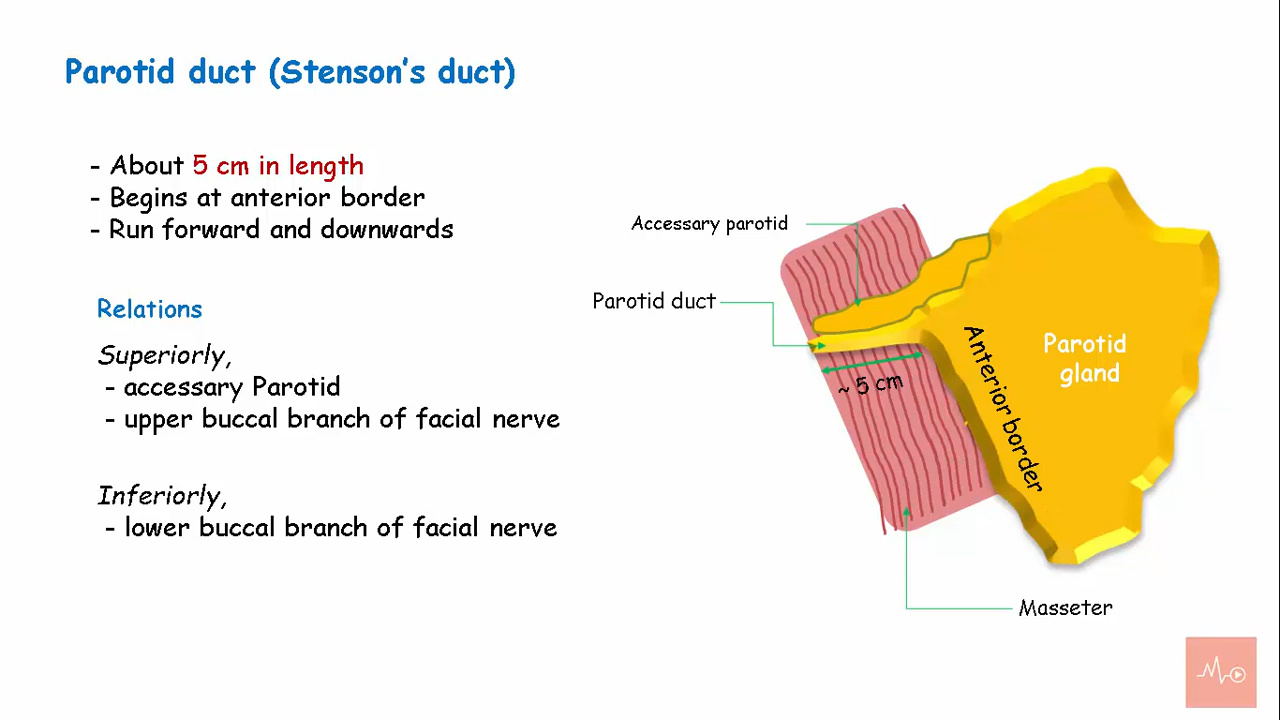 Parotid duct (Stenson's duct)
- About 5 cm in length
- Begins at anterior border
- Run forward and downwards
Relations
Superiorly,
- accessary Parotid
- upper buccal branch of facial nerve
Inferiorly,
- lower buccal branch of facial nerve
Accessary parotid
Parotid duct
~ 5 cm
Anterior border
Parotid
gland
Masseter